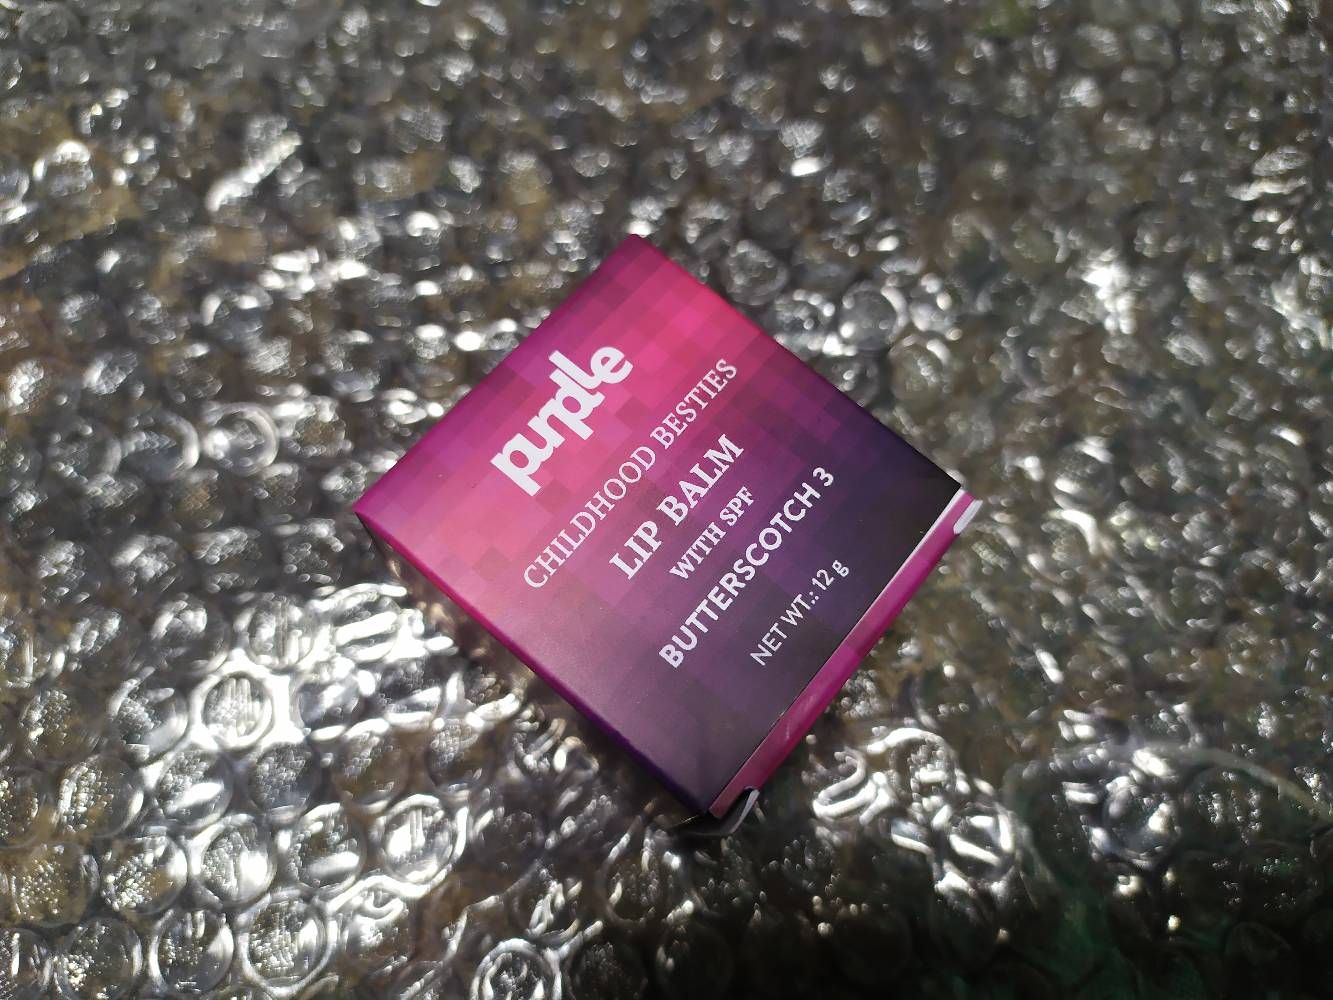 purplle
CHILDHOOD BESTIES
LIP BALM
WITH SPF
BUTTERSCOTCH 3
NET WT.: 12 g